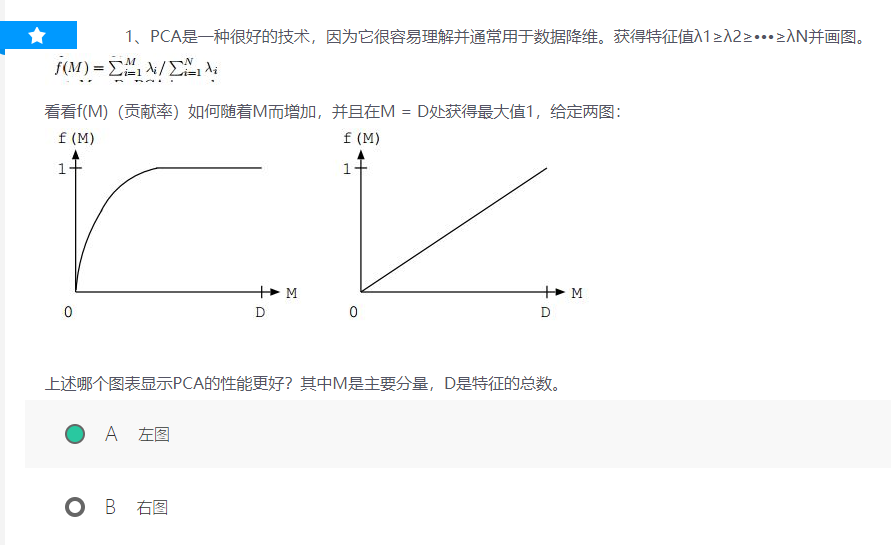 1、PCA是一种很好的技术，因为它很容易理解并通常用于数据降维。获得特征值λ1≥λ2≥•••≥λN并画图。
f(M) = ∑_{i=1}^{M} λ_i / ∑_{i=1}^{N} λ_i
看看f(M)（贡献率）如何随着M而增加，并且在M = D处获得最大值1，给定两图：
f (M) f (M)
1 1
M M
0 D 0 D
上述哪个图表显示PCA的性能更好？其中M是主要分量，D是特征的总数。
A 左图
B 右图